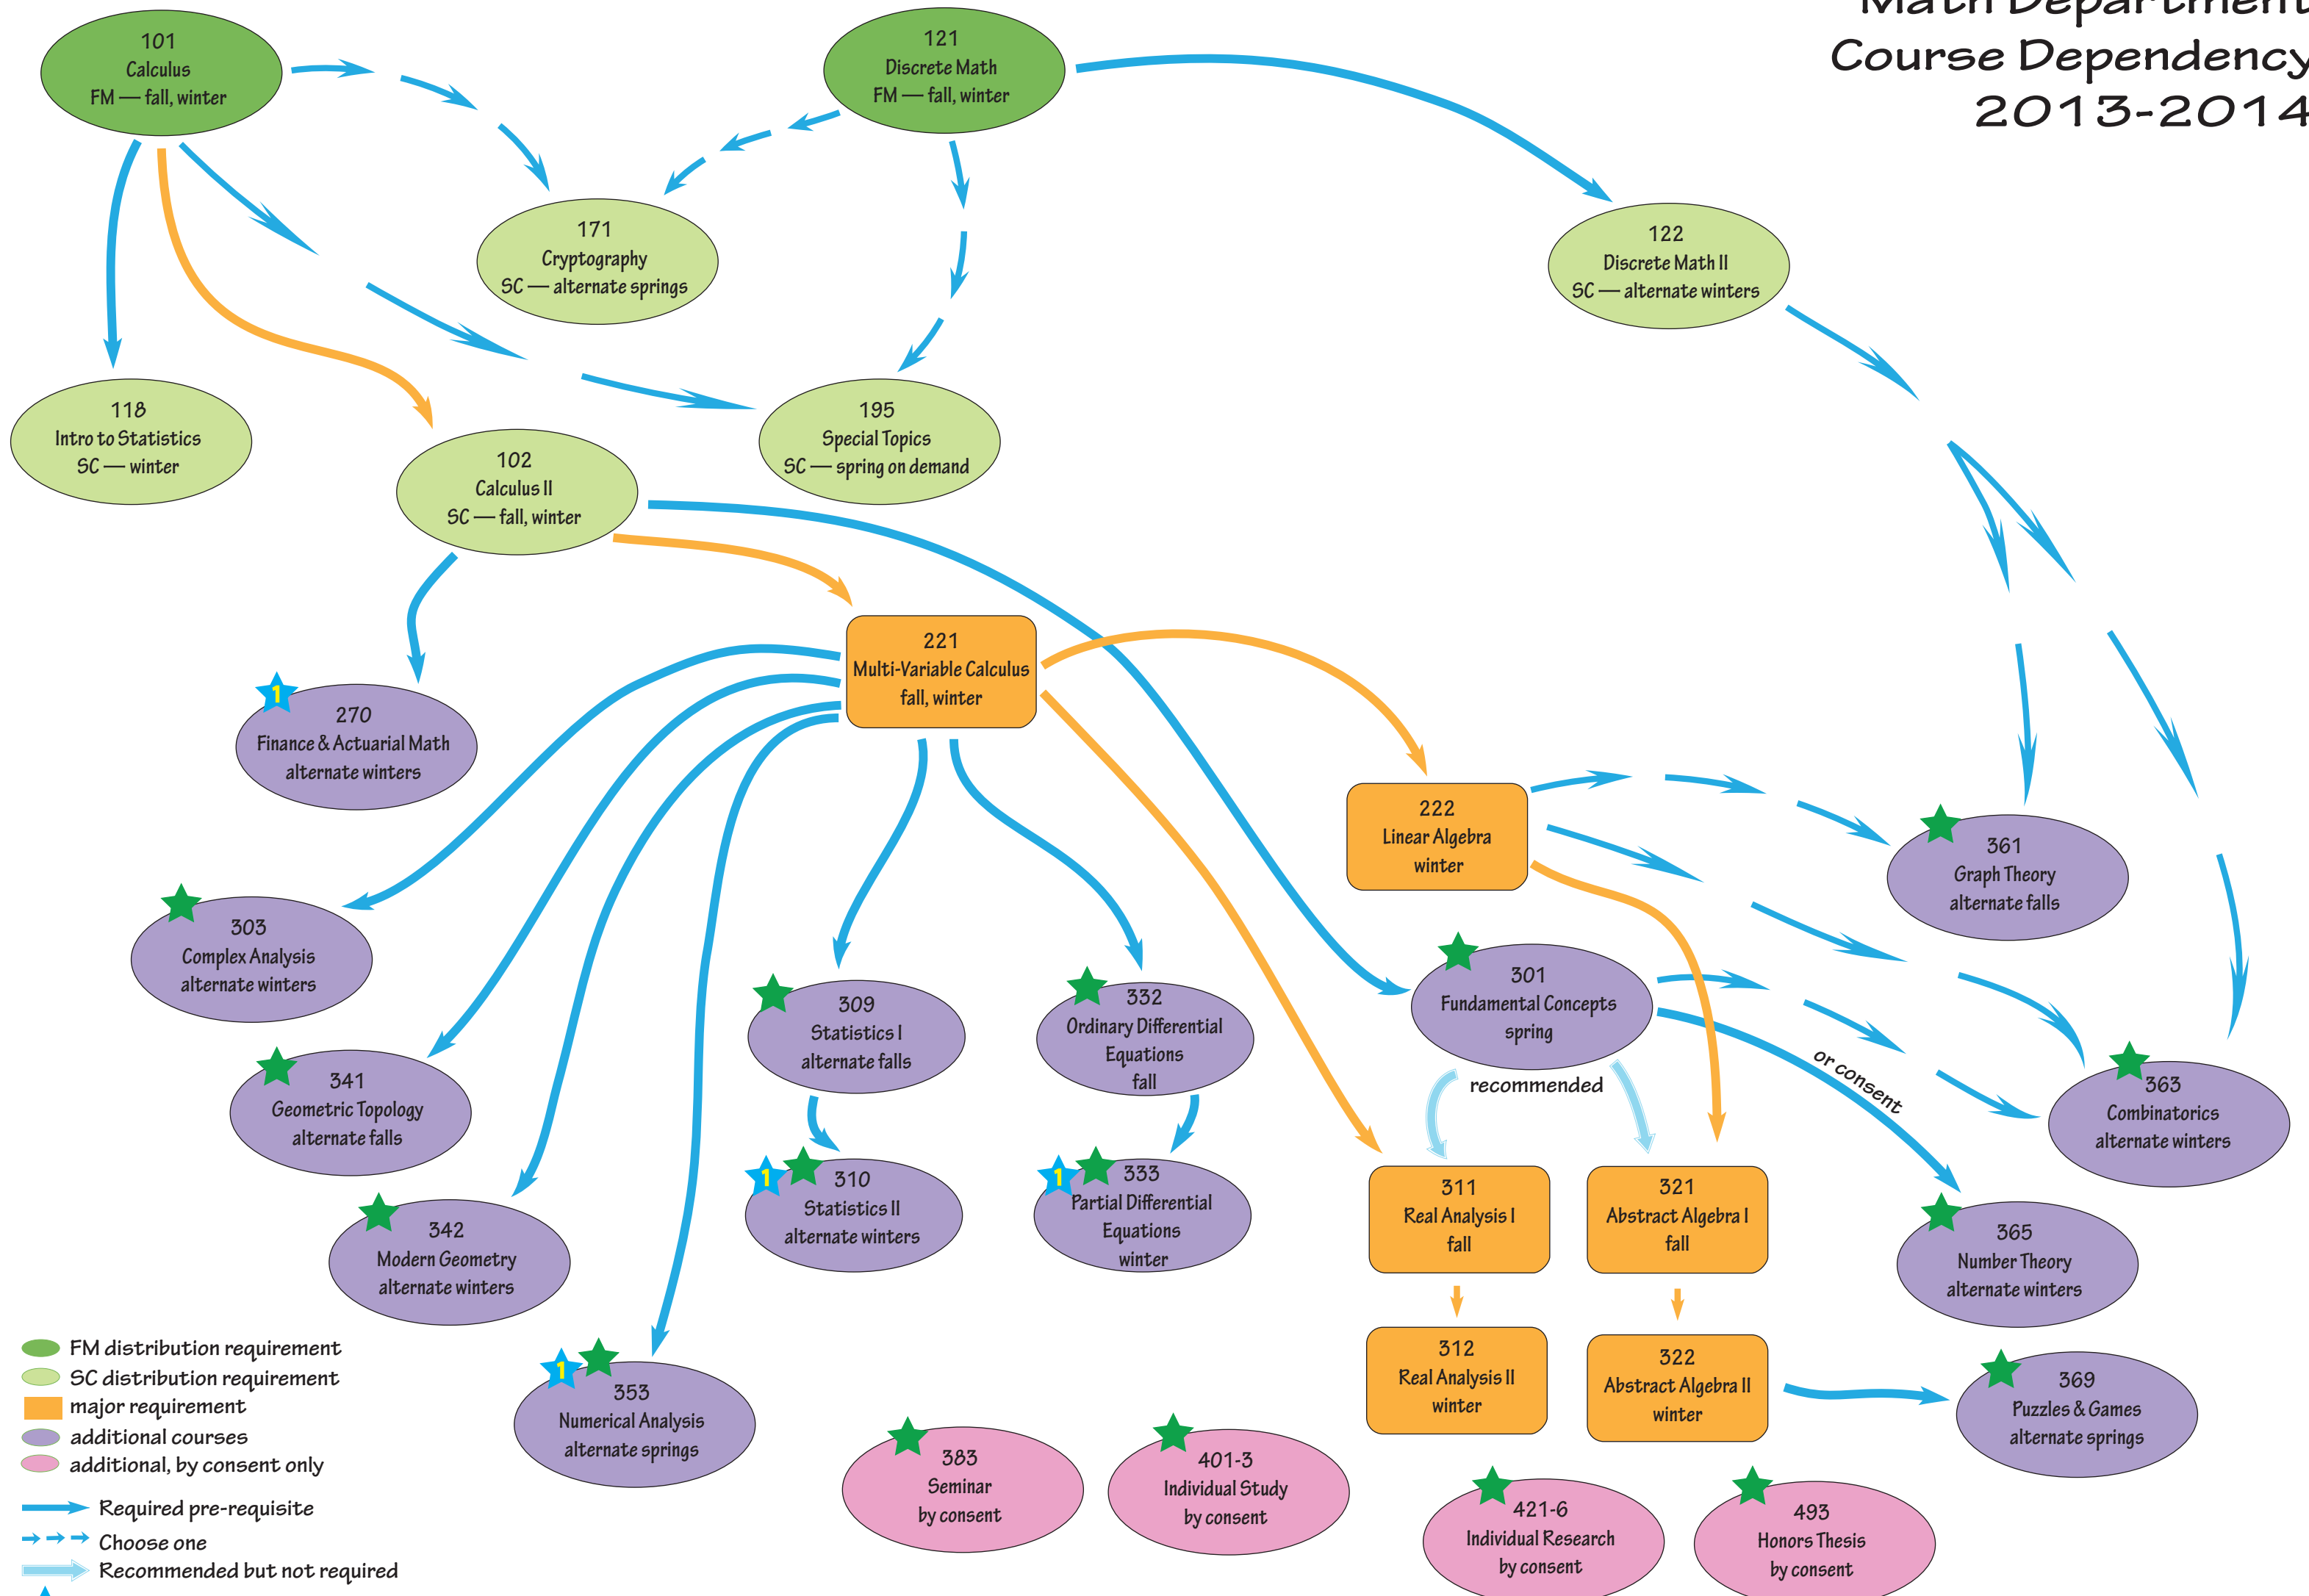 Math Department
Course Dependency
2013-2014
101
Calculus
FM — fall, winter
121
Discrete Math
FM — fall, winter
171
Cryptography
SC — alternate springs
122
Discrete Math II
SC — alternate winters
118
Intro to Statistics
SC — winter
195
Special Topics
SC — spring on demand
102
Calculus II
SC — fall, winter
221
Multi-Variable Calculus
fall, winter
1
270
Finance & Actuarial Math
alternate winters
222
Linear Algebra
winter
361
Graph Theory
alternate falls
303
Complex Analysis
alternate winters
301
Fundamental Concepts
spring
309
Statistics I
alternate falls
332
Ordinary Differential
Equations
fall
recommended
or consent
341
Geometric Topology
alternate falls
363
Combinatorics
alternate winters
1
310
Statistics II
alternate winters
1
333
Partial Differential
Equations
winter
311
Real Analysis I
fall
321
Abstract Algebra I
fall
342
Modern Geometry
alternate winters
365
Number Theory
alternate winters
312
Real Analysis II
winter
322
Abstract Algebra II
winter
1
353
Numerical Analysis
alternate springs
369
Puzzles & Games
alternate springs
383
Seminar
by consent
401-3
Individual Study
by consent
421-6
Individual Research
by consent
493
Honors Thesis
by consent
FM distribution requirement
SC distribution requirement
major requirement
additional courses
additional, by consent only
Required pre-requisite
Choose one
Recommended but not required